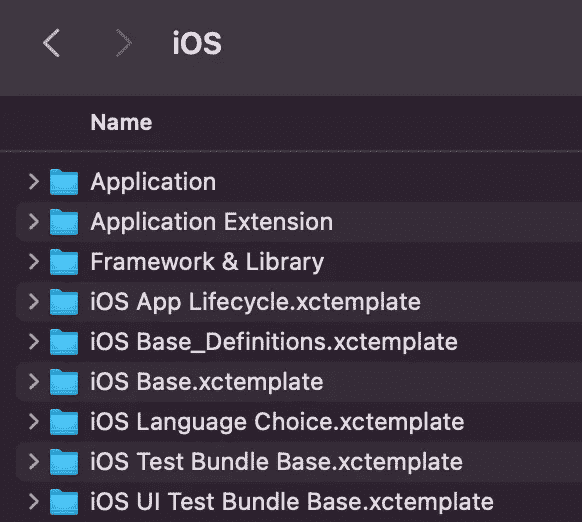 iOS
Name
Application
Application Extension
Framework & Library
iOS App Lifecycle.xctemplate
iOS Base_Definitions.xctemplate
iOS Base.xctemplate
iOS Language Choice.xctemplate
iOS Test Bundle Base.xctemplate
iOS UI Test Bundle Base.xctemplate